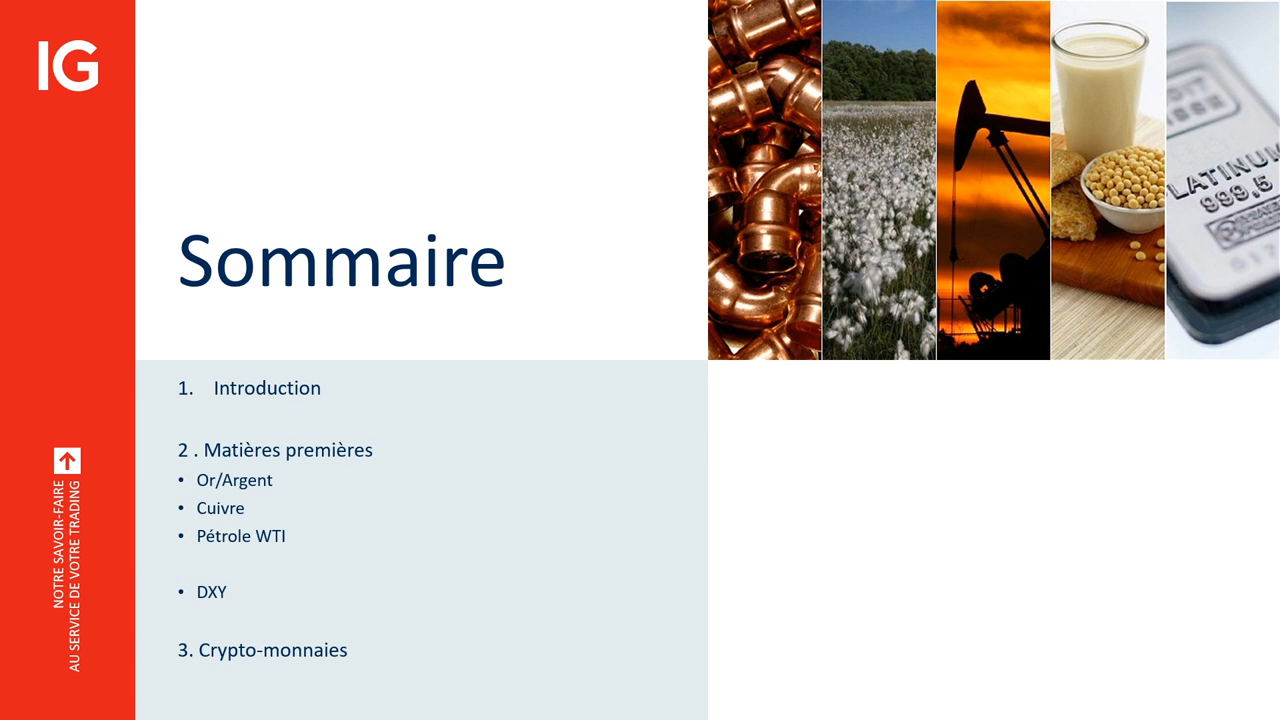 IG
Sommaire
1. Introduction
2 . Matières premières
• Or/Argent
• Cuivre
• Pétrole WTI
• DXY
3. Crypto-monnaies
NOTRE SAVOIR-FAIRE
AU SERVICE DE VOTRE TRADING
LATINUM
999.5